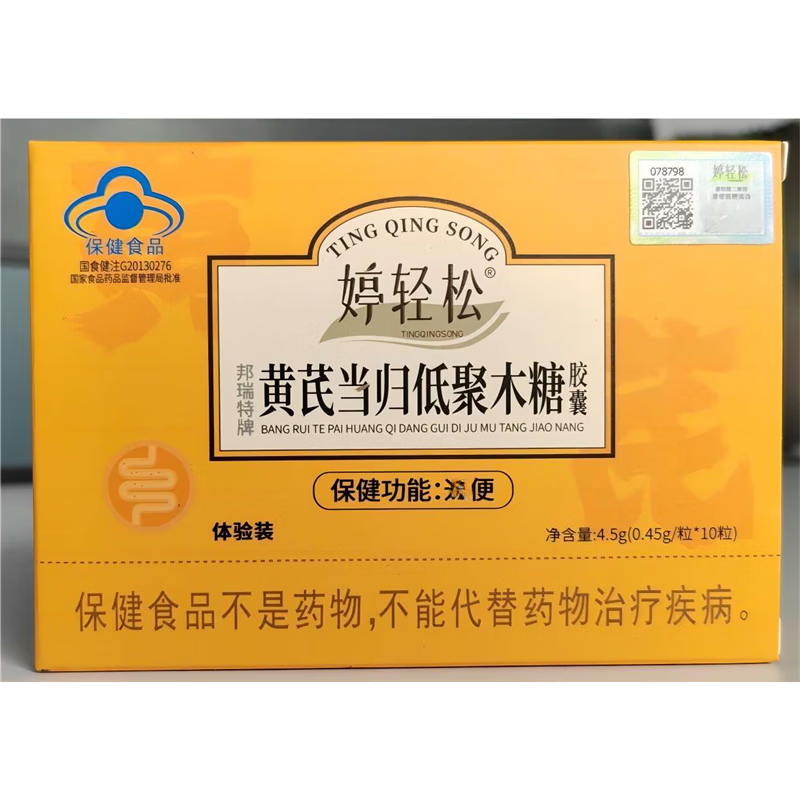 保健食品
国食健注G20130276
国家食品药品监督管理局批准
078798
婷轻松
TING QING SONG
婷轻松®
TINGQINGSONG
邦瑞特牌
黄芪当归低聚木糖胶囊
BANG RUI TE PAI HUANG QI DANG GUI DI JU MU TANG JIAO NANG
保健功能:
便
体验装
净含量:4.5g(0.45g/粒*10粒)
保健食品不是药物,不能代替药物治疗疾病。